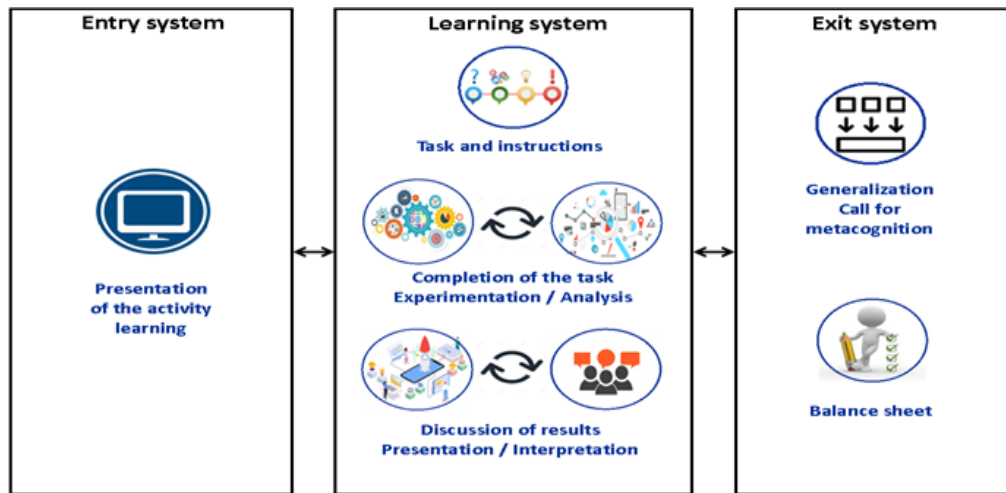 Entry system
Presentation
of the activity
learning
Learning system
Task and instructions
Completion of the task
Experimentation / Analysis
Discussion of results
Presentation / Interpretation
Exit system
Generalization
Call for
metacognition
Balance sheet